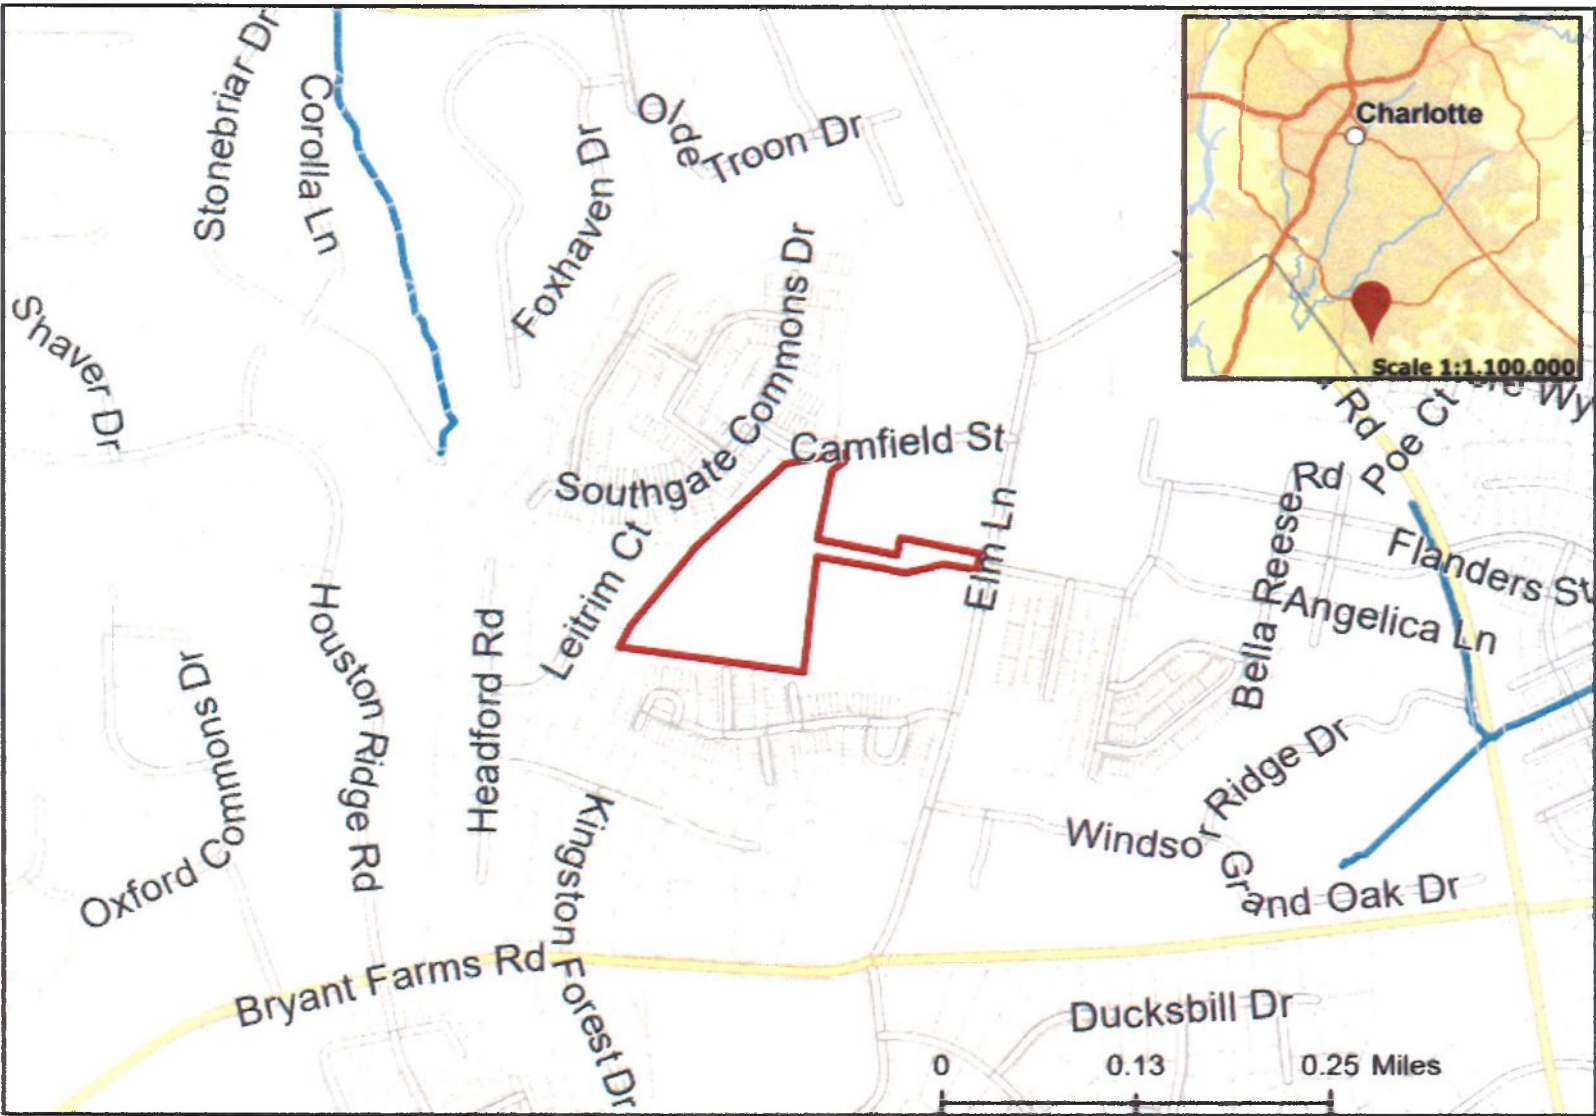 Stonebriar Dr
Corolla Ln
Foxhaven Dr
Olde
Troon Dr
Charlotte
Scale 1:1,100,000
Shaver Dr
Southgate Commons Dr
Camfield St
Rd
Poe Ct
Wy
Rd
Leitrim Ct
Elm Ln
Bella Reese
Flanders St
Angelica Ln
Houston Ridge Rd
Headford Rd
Oxford Commons Dr
Kingston Forest Dr
Windsor Ridge Dr
Grand Oak Dr
Bryant Farms Rd
Ducksbill Dr
0 0.13 0.25 Miles